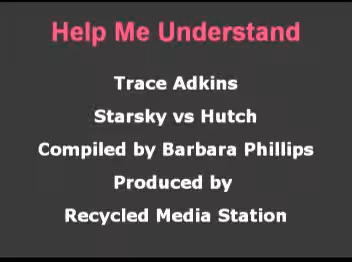 Help Me Understand
Trace Adkins
Starsky vs Hutch
Compiled by Barbara Phillips
Produced by
Recycled Media Station